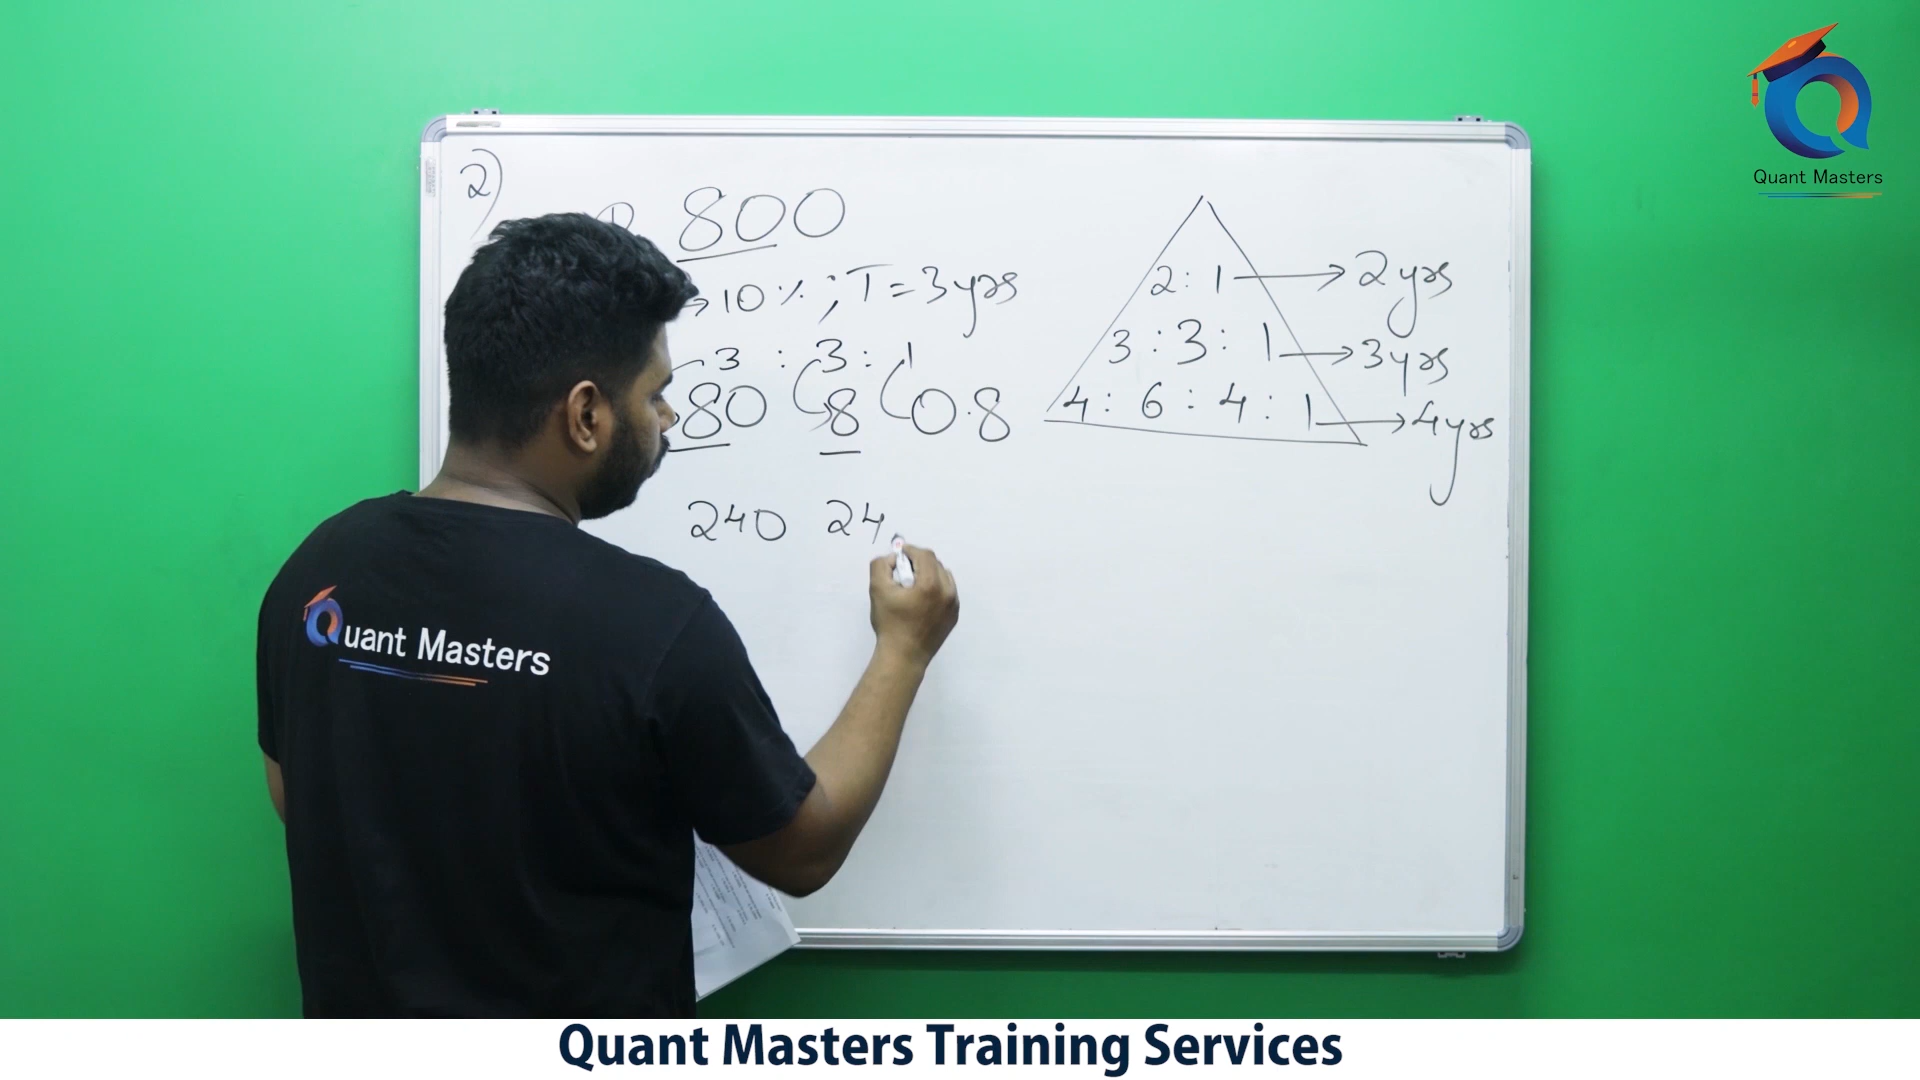 2)
800
→ 10 % ; T = 3 yrs
3 : 3 : 1
80 8 0.8
240 24
2 : 1 → 2 yrs
3 : 3 : 1 → 3 yrs
4 : 6 : 4 : 1 → 4 yrs
Quant Masters
Quant Masters
Quant Masters Training Services